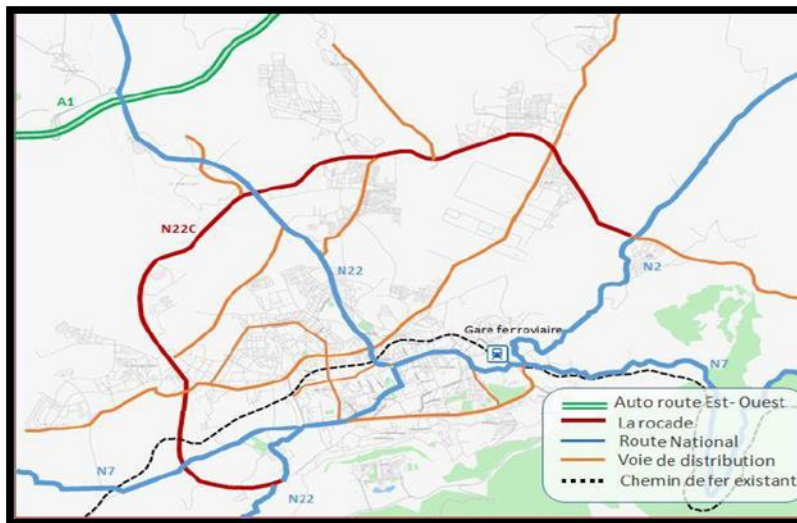 A1
N22C
N22
N2
Gare ferroviaire
N7
N7
N22
Auto route Est- Ouest
La rocade
Route National
Voie de distribution
Chemin de fer existant